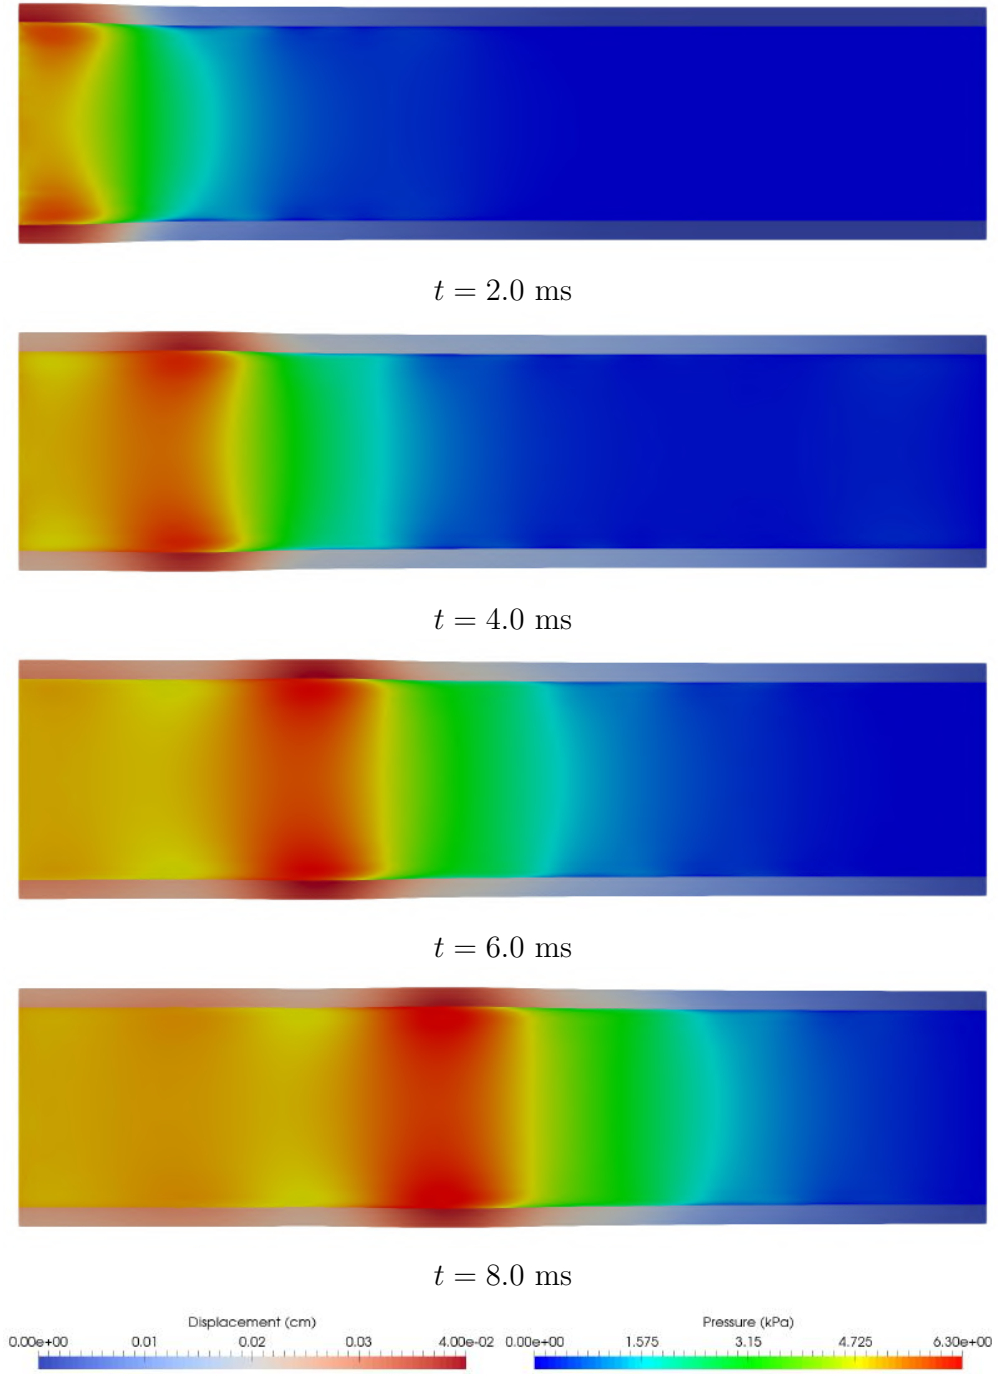 t = 2.0 ms
t = 4.0 ms
t = 6.0 ms
t = 8.0 ms
Displacement (cm)
0.00e+00 0.01 0.02 0.03 4.00e-02
Pressure (kPa)
0.00e+00 1.575 3.15 4.725 6.30e+00